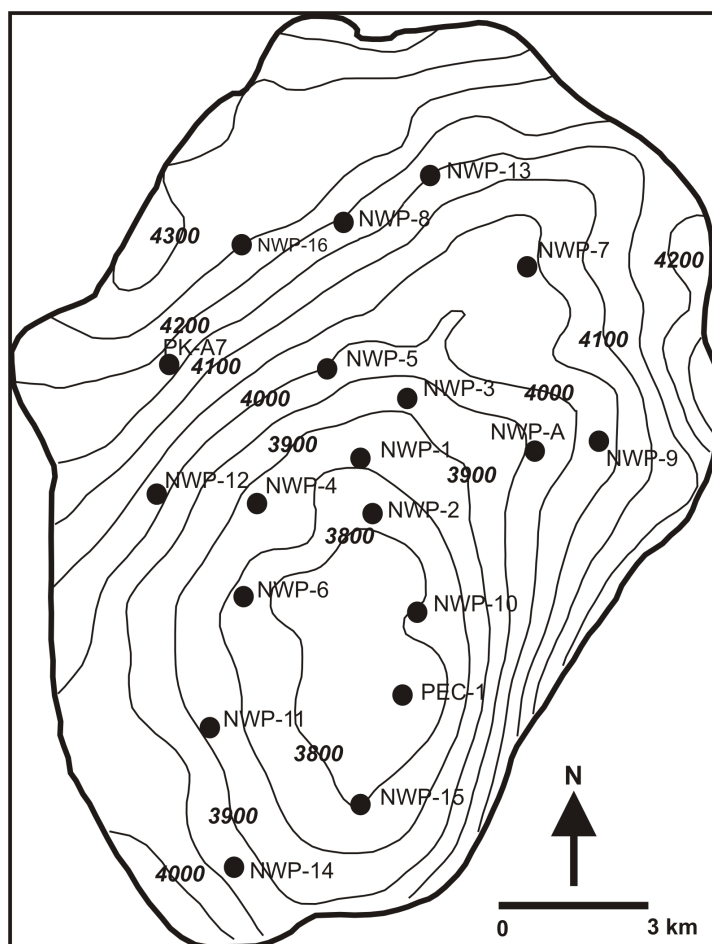 NWP-13
NWP-8
4300
NWP-16
NWP-7
4200
4200
4100
PK-A7
4100
NWP-5
4000
NWP-3
4000
3900
NWP-A
NWP-1
NWP-9
3900
NWP-12
NWP-4
NWP-2
3800
NWP-6
NWP-10
PEC-1
NWP-11
3800
N
NWP-15
3900
4000
NWP-14
0
3 km